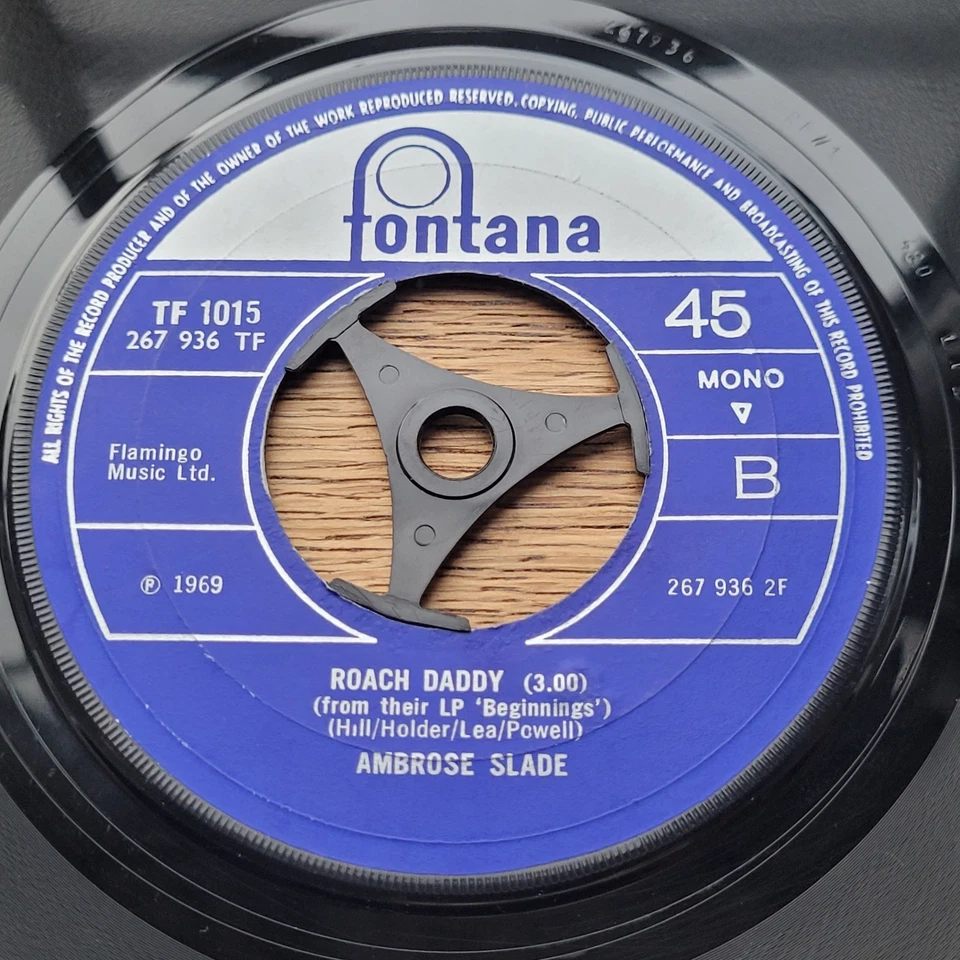 267936
ALL RIGHTS OF THE RECORD PRODUCER AND OF THE OWNER OF THE WORK REPRODUCED RESERVED. COPYING, PUBLIC PERFORMANCE AND BROADCASTING OF THIS RECORD PROHIBITED
fontana
TF 1015
267 936 TF
45
MONO
Flamingo
Music Ltd.
B
℗ 1969
267 936 2F
ROACH DADDY (3.00)
(from their LP ‘Beginnings’)
(Hill/Holder/Lea/Powell)
AMBROSE SLADE